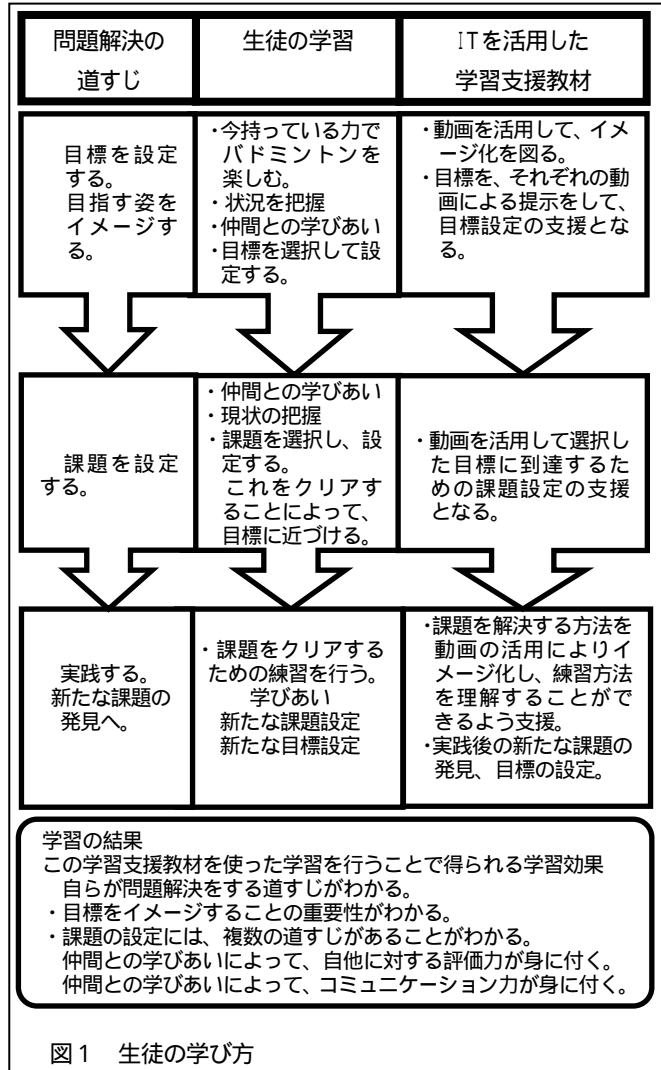 問題解決の
道すじ
生徒の学習
ITを活用した
学習支援教材
目標を設定
する。
目指す姿を
イメージす
る。
・今持っている力で
バドミントンを
楽しむ。
・状況を把握
・仲間との学びあい
・目標を選択して設
定する。
・動画を活用して、イメ
ージ化を図る。
・目標を、それぞれの動
画による提示をして、
目標設定の支援とな
る。
課題を設定
する。
・仲間との学びあい
・現状の把握
・課題を選択し、設
定する。
これをクリアす
ることによって、
目標に近づける。
・動画を活用して選択し
た目標に到達するた
めの課題設定の支援
となる。
実践する。
新たな課題の
発見へ。
・課題をクリアする
ための練習を行う。
学びあい
新たな課題設定
新たな目標設定
・課題を解決する方法を
動画の活用によりイ
メージ化し、練習方法
を理解することがで
きるよう支援。
・実践後の新たな課題の
発見、目標の設定。
学習の結果
この学習支援教材を使った学習を行うことで得られる学習効果
自らが問題解決をする道すじがわかる。
・目標をイメージすることの重要性がわかる。
・課題の設定には、複数の道すじがあることがわかる。
仲間との学びあいによって、自他に対する評価力が身に付く。
仲間との学びあいによって、コミュニケーション力が身に付く。
図1 生徒の学び方